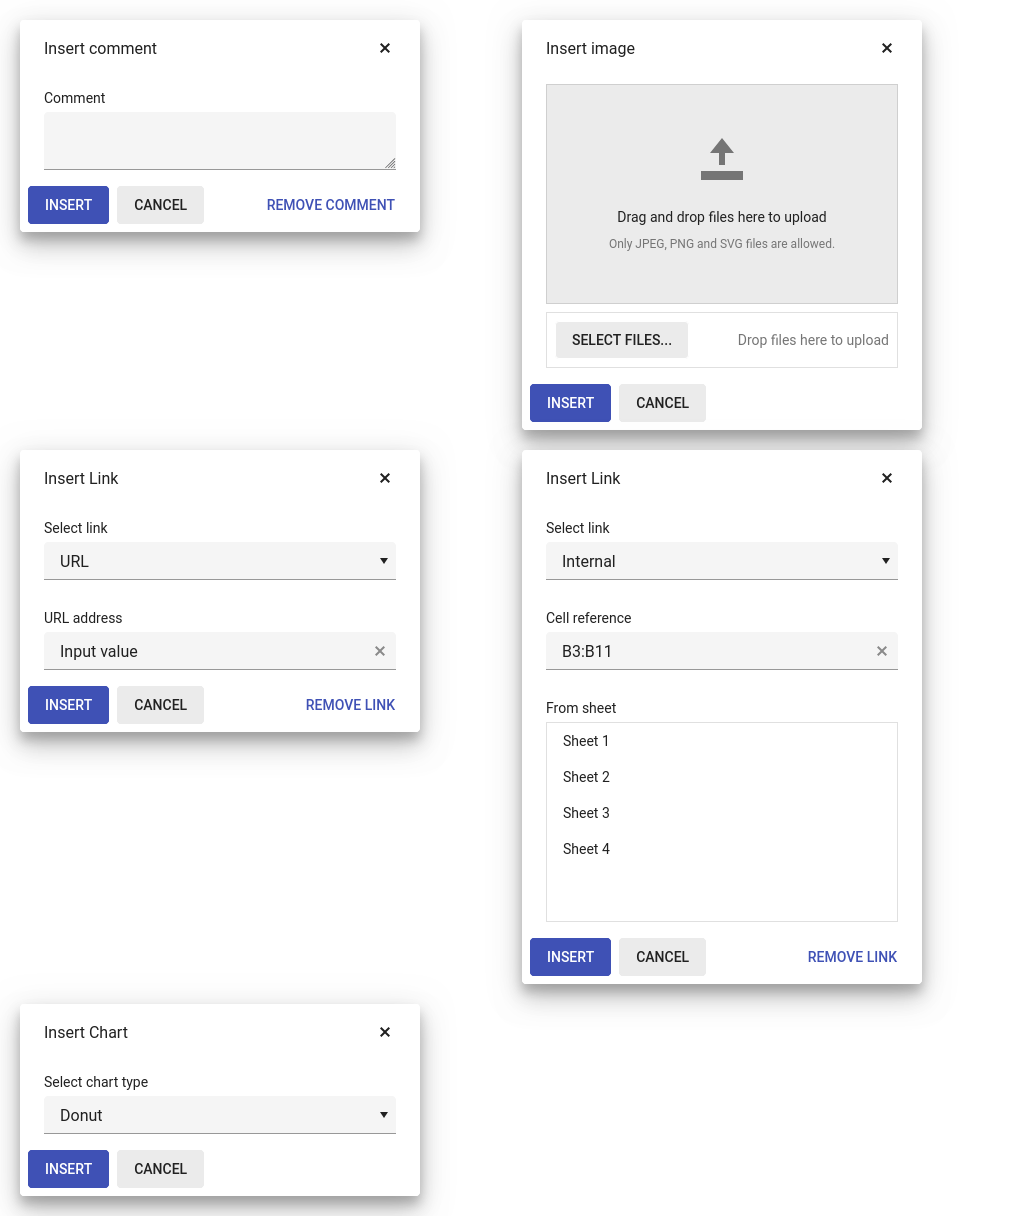 Insert comment
Comment
INSERT
CANCEL
REMOVE COMMENT
Insert image
Drag and drop files here to upload
Only JPEG, PNG and SVG files are allowed.
SELECT FILES...
Drop files here to upload
INSERT
CANCEL
Insert Link
Select link
URL
URL address
Input value
INSERT
CANCEL
REMOVE LINK
Insert Link
Select link
Internal
Cell reference
B3:B11
From sheet
Sheet 1
Sheet 2
Sheet 3
Sheet 4
INSERT
CANCEL
REMOVE LINK
Insert Chart
Select chart type
Donut
INSERT
CANCEL